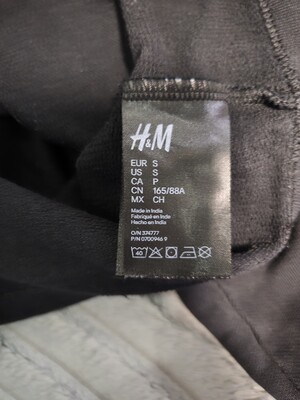 H&M
EUR S
US S
CA P
CN 165/88A
MX CH
Made in India
Fabriqué en Inde
Hecho en India
O/N 374777
P/N 0700946 9
40